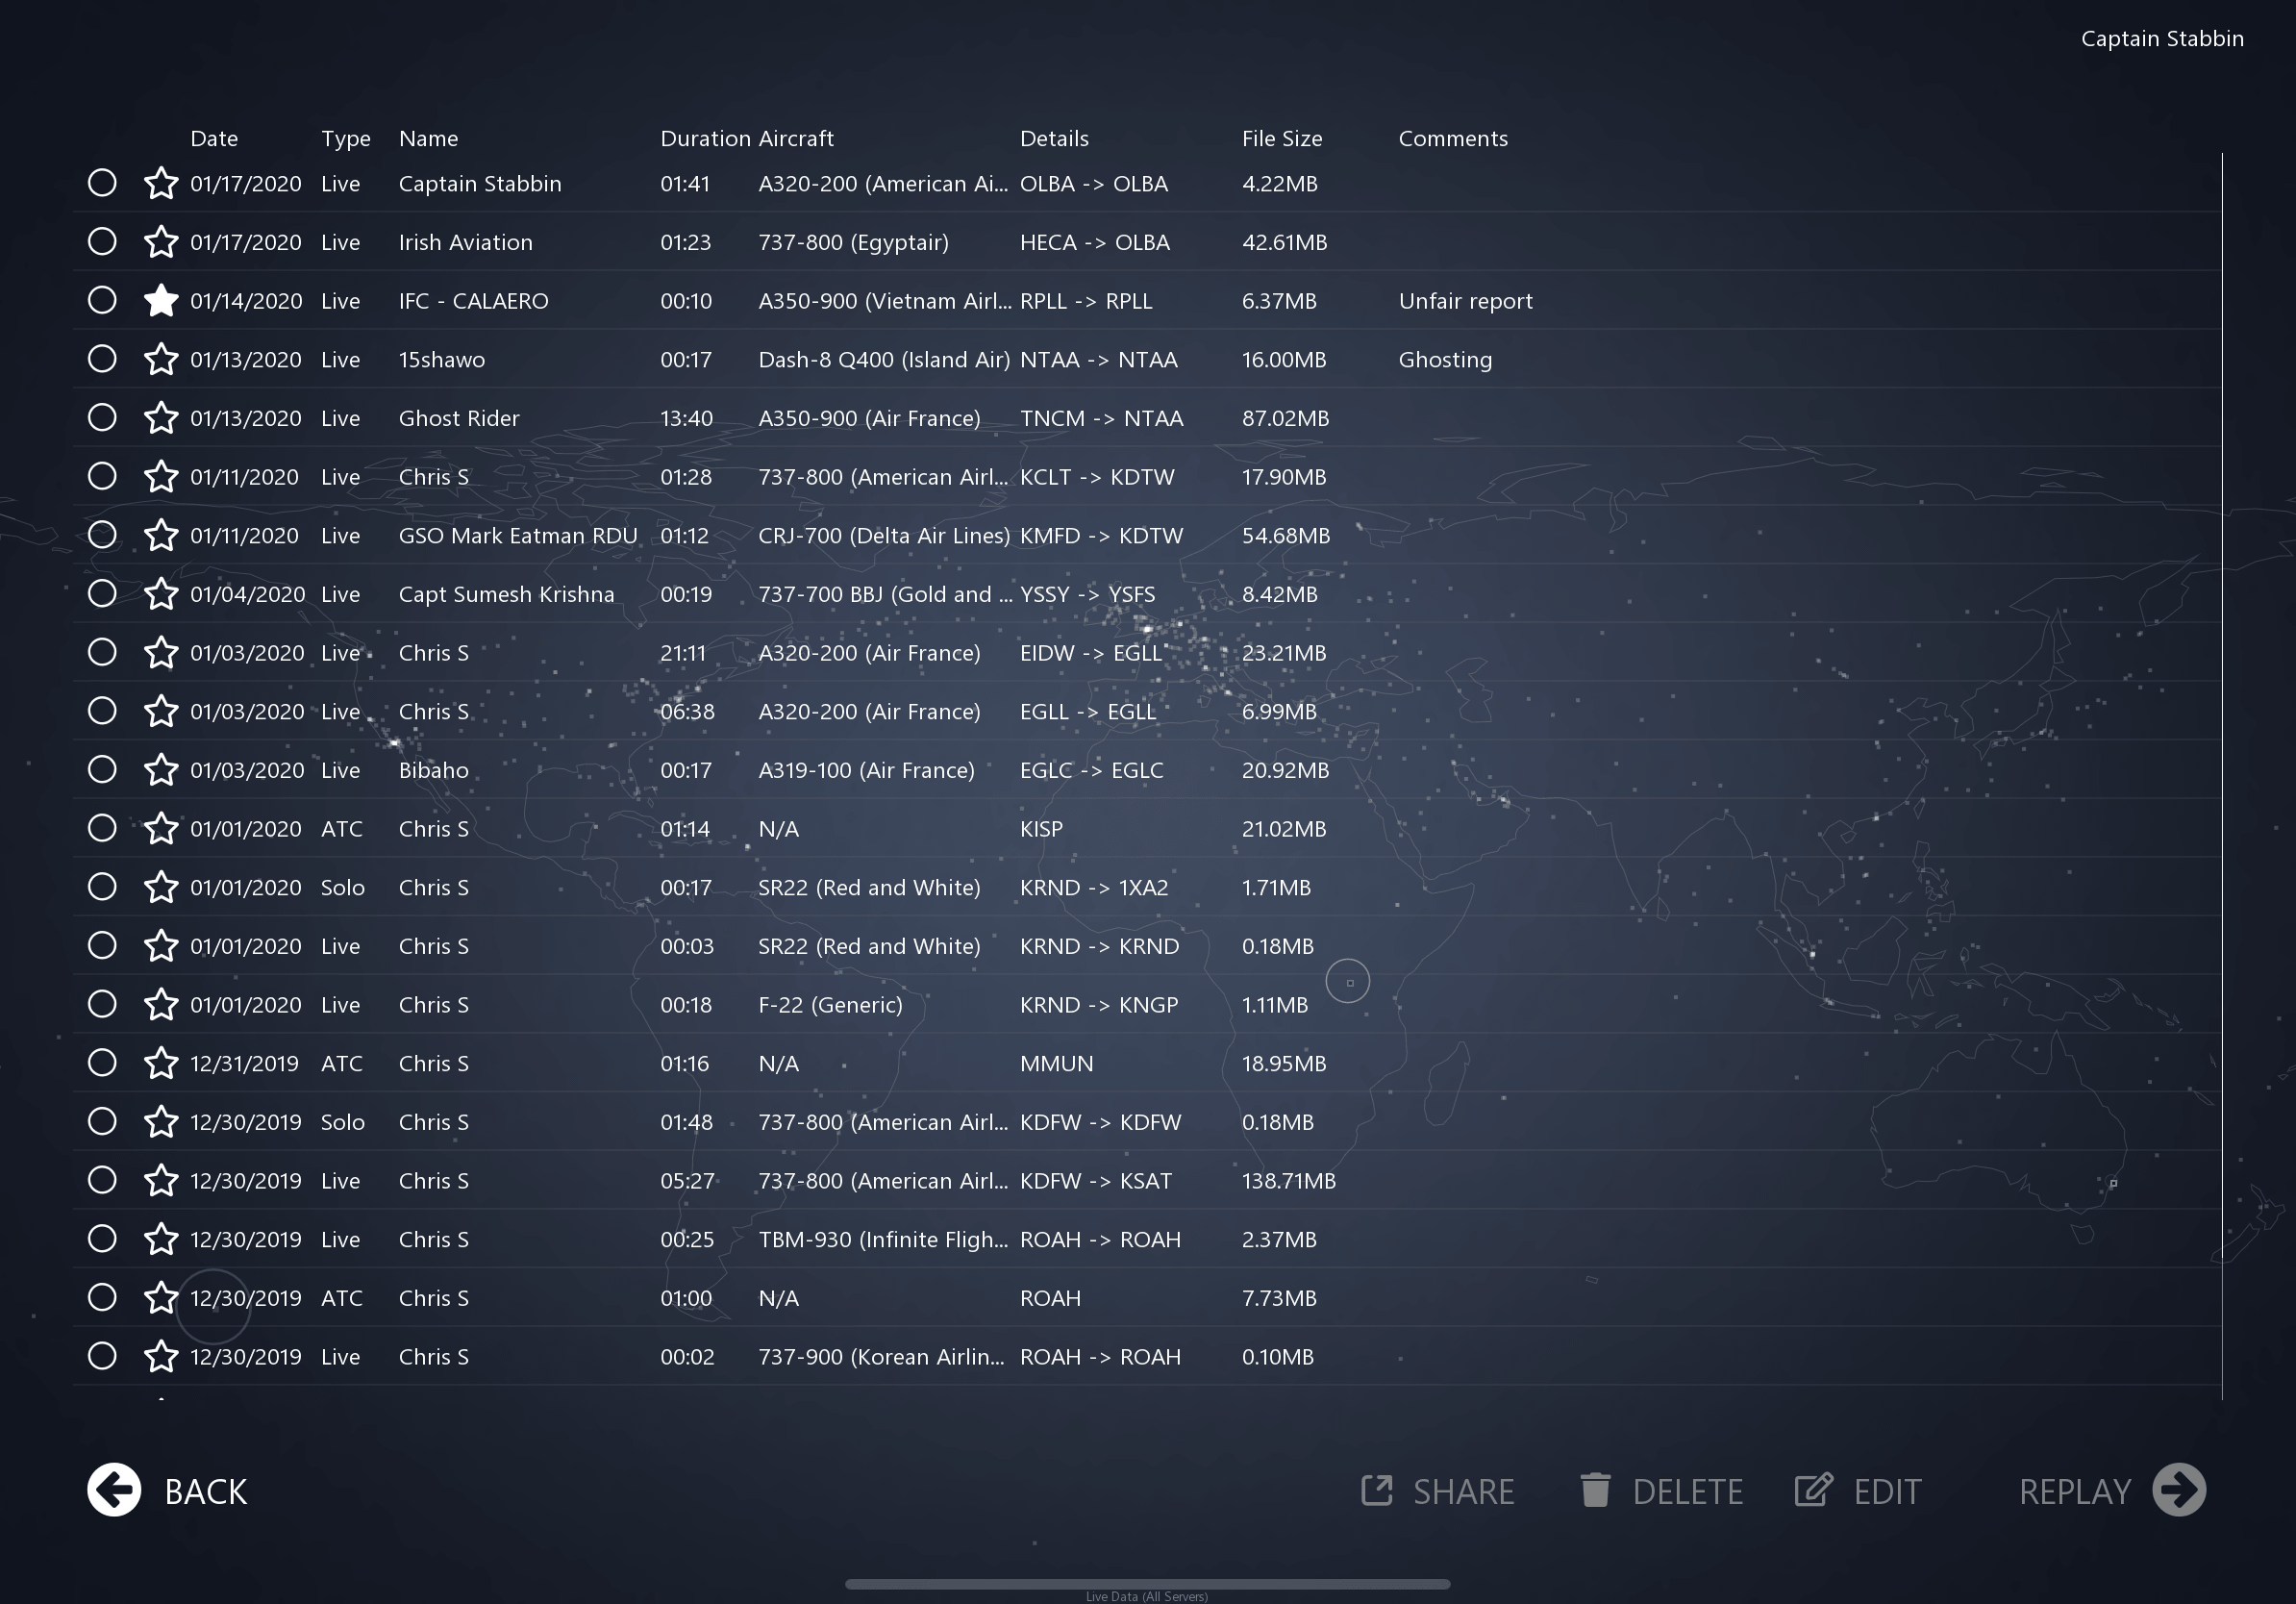 Captain Stabbin
Date Type Name Duration Aircraft Details File Size Comments
01/17/2020 Live Captain Stabbin 01:41 A320-200 (American Ai... OLBA -> OLBA 4.22MB
01/17/2020 Live Irish Aviation 01:23 737-800 (Egyptair) HECA -> OLBA 42.61MB
01/14/2020 Live IFC - CALAERO 00:10 A350-900 (Vietnam Airl... RPLL -> RPLL 6.37MB Unfair report
01/13/2020 Live 15shawo 00:17 Dash-8 Q400 (Island Air) NTAA -> NTAA 16.00MB Ghosting
01/13/2020 Live Ghost Rider 13:40 A350-900 (Air France) TNCM -> NTAA 87.02MB
01/11/2020 Live Chris S 01:28 737-800 (American Airl... KCLT -> KDTW 17.90MB
01/11/2020 Live GSO Mark Eatman RDU 01:12 CRJ-700 (Delta Air Lines) KMFD -> KDTW 54.68MB
01/04/2020 Live Capt Sumesh Krishna 00:19 737-700 BBJ (Gold and ... YSSY -> YSFS 8.42MB
01/03/2020 Live Chris S 21:11 A320-200 (Air France) EIDW -> EGLL 23.21MB
01/03/2020 Live Chris S 06:38 A320-200 (Air France) EGLL -> EGLL 6.99MB
01/03/2020 Live Bibaho 00:17 A319-100 (Air France) EGLC -> EGLC 20.92MB
01/01/2020 ATC Chris S 01:14 N/A KISP 21.02MB
01/01/2020 Solo Chris S 00:17 SR22 (Red and White) KRND -> 1XA2 1.71MB
01/01/2020 Live Chris S 00:03 SR22 (Red and White) KRND -> KRND 0.18MB
01/01/2020 Live Chris S 00:18 F-22 (Generic) KRND -> KNGP 1.11MB
12/31/2019 ATC Chris S 01:16 N/A MMUN 18.95MB
12/30/2019 Solo Chris S 01:48 737-800 (American Airl... KDFW -> KDFW 0.18MB
12/30/2019 Live Chris S 05:27 737-800 (American Airl... KDFW -> KSAT 138.71MB
12/30/2019 Live Chris S 00:25 TBM-930 (Infinite Fligh... ROAH -> ROAH 2.37MB
12/30/2019 ATC Chris S 01:00 N/A ROAH 7.73MB
12/30/2019 Live Chris S 00:02 737-900 (Korean Airlin... ROAH -> ROAH 0.10MB
BACK SHARE DELETE EDIT REPLAY
Live Data (All Servers)